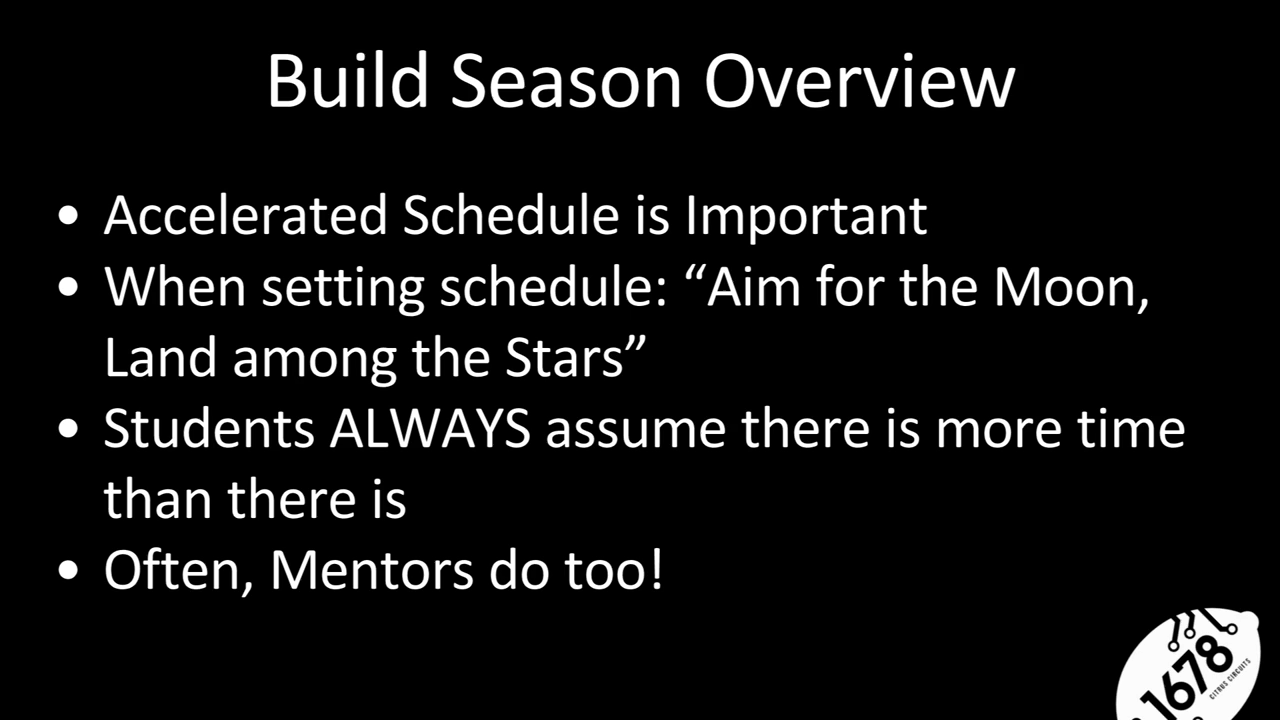 Build Season Overview
• Accelerated Schedule is Important
• When setting schedule: “Aim for the Moon,
Land among the Stars”
• Students ALWAYS assume there is more time
than there is
• Often, Mentors do too!
1678
CITRUS CIRCUITS